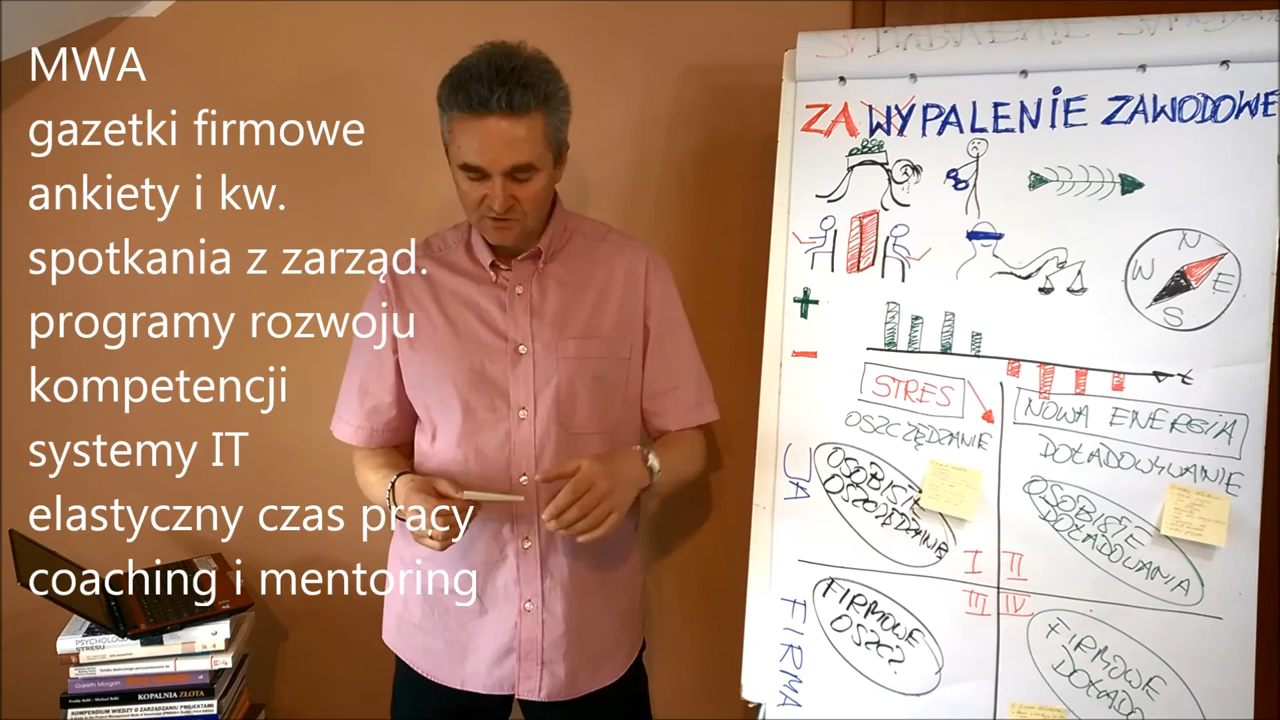 MWA
gazetki firmowe
ankiety i kw.
spotkania z zarząd.
programy rozwoju
kompetencji
systemy IT
elastyczny czas pracy
coaching i mentoring
PSYCHOLOGIA
STRESU
Gareth Morgan
KOPALNIA ZŁOTA
KOMPENDIUM WIEDZY O ZARZĄDZANIU PROJEKTAMI
ZA WYPALENIE ZAWODOWE
N
W E
S
+
-
t
STRES
NOWA ENERGIA
OSZCZĘDZANIE
DOŁADOWYWANIE
JA
OSOBISTE
OSZCZĘDZANIE
OSOBISTE
DOŁADOWANIA
I II
III IV
FIRMA
FIRMOWE
OSZCZ
FIRMOWE
DOŁADO